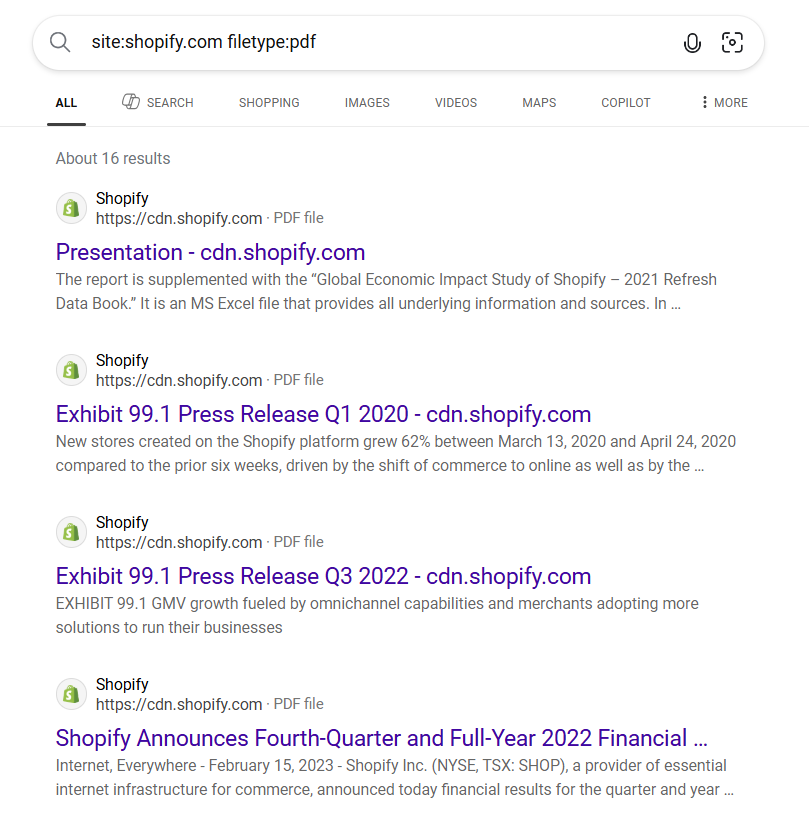 site:shopify.com filetype:pdf
ALL SEARCH SHOPPING IMAGES VIDEOS MAPS COPILOT MORE
About 16 results
Shopify
https://cdn.shopify.com · PDF file
Presentation - cdn.shopify.com
The report is supplemented with the “Global Economic Impact Study of Shopify – 2021 Refresh
Data Book.” It is an MS Excel file that provides all underlying information and sources. In ...
Shopify
https://cdn.shopify.com · PDF file
Exhibit 99.1 Press Release Q1 2020 - cdn.shopify.com
New stores created on the Shopify platform grew 62% between March 13, 2020 and April 24, 2020
compared to the prior six weeks, driven by the shift of commerce to online as well as by the ...
Shopify
https://cdn.shopify.com · PDF file
Exhibit 99.1 Press Release Q3 2022 - cdn.shopify.com
EXHIBIT 99.1 GMV growth fueled by omnichannel capabilities and merchants adopting more
solutions to run their businesses
Shopify
https://cdn.shopify.com · PDF file
Shopify Announces Fourth-Quarter and Full-Year 2022 Financial ...
Internet, Everywhere - February 15, 2023 - Shopify Inc. (NYSE, TSX: SHOP), a provider of essential
internet infrastructure for commerce, announced today financial results for the quarter and year ...